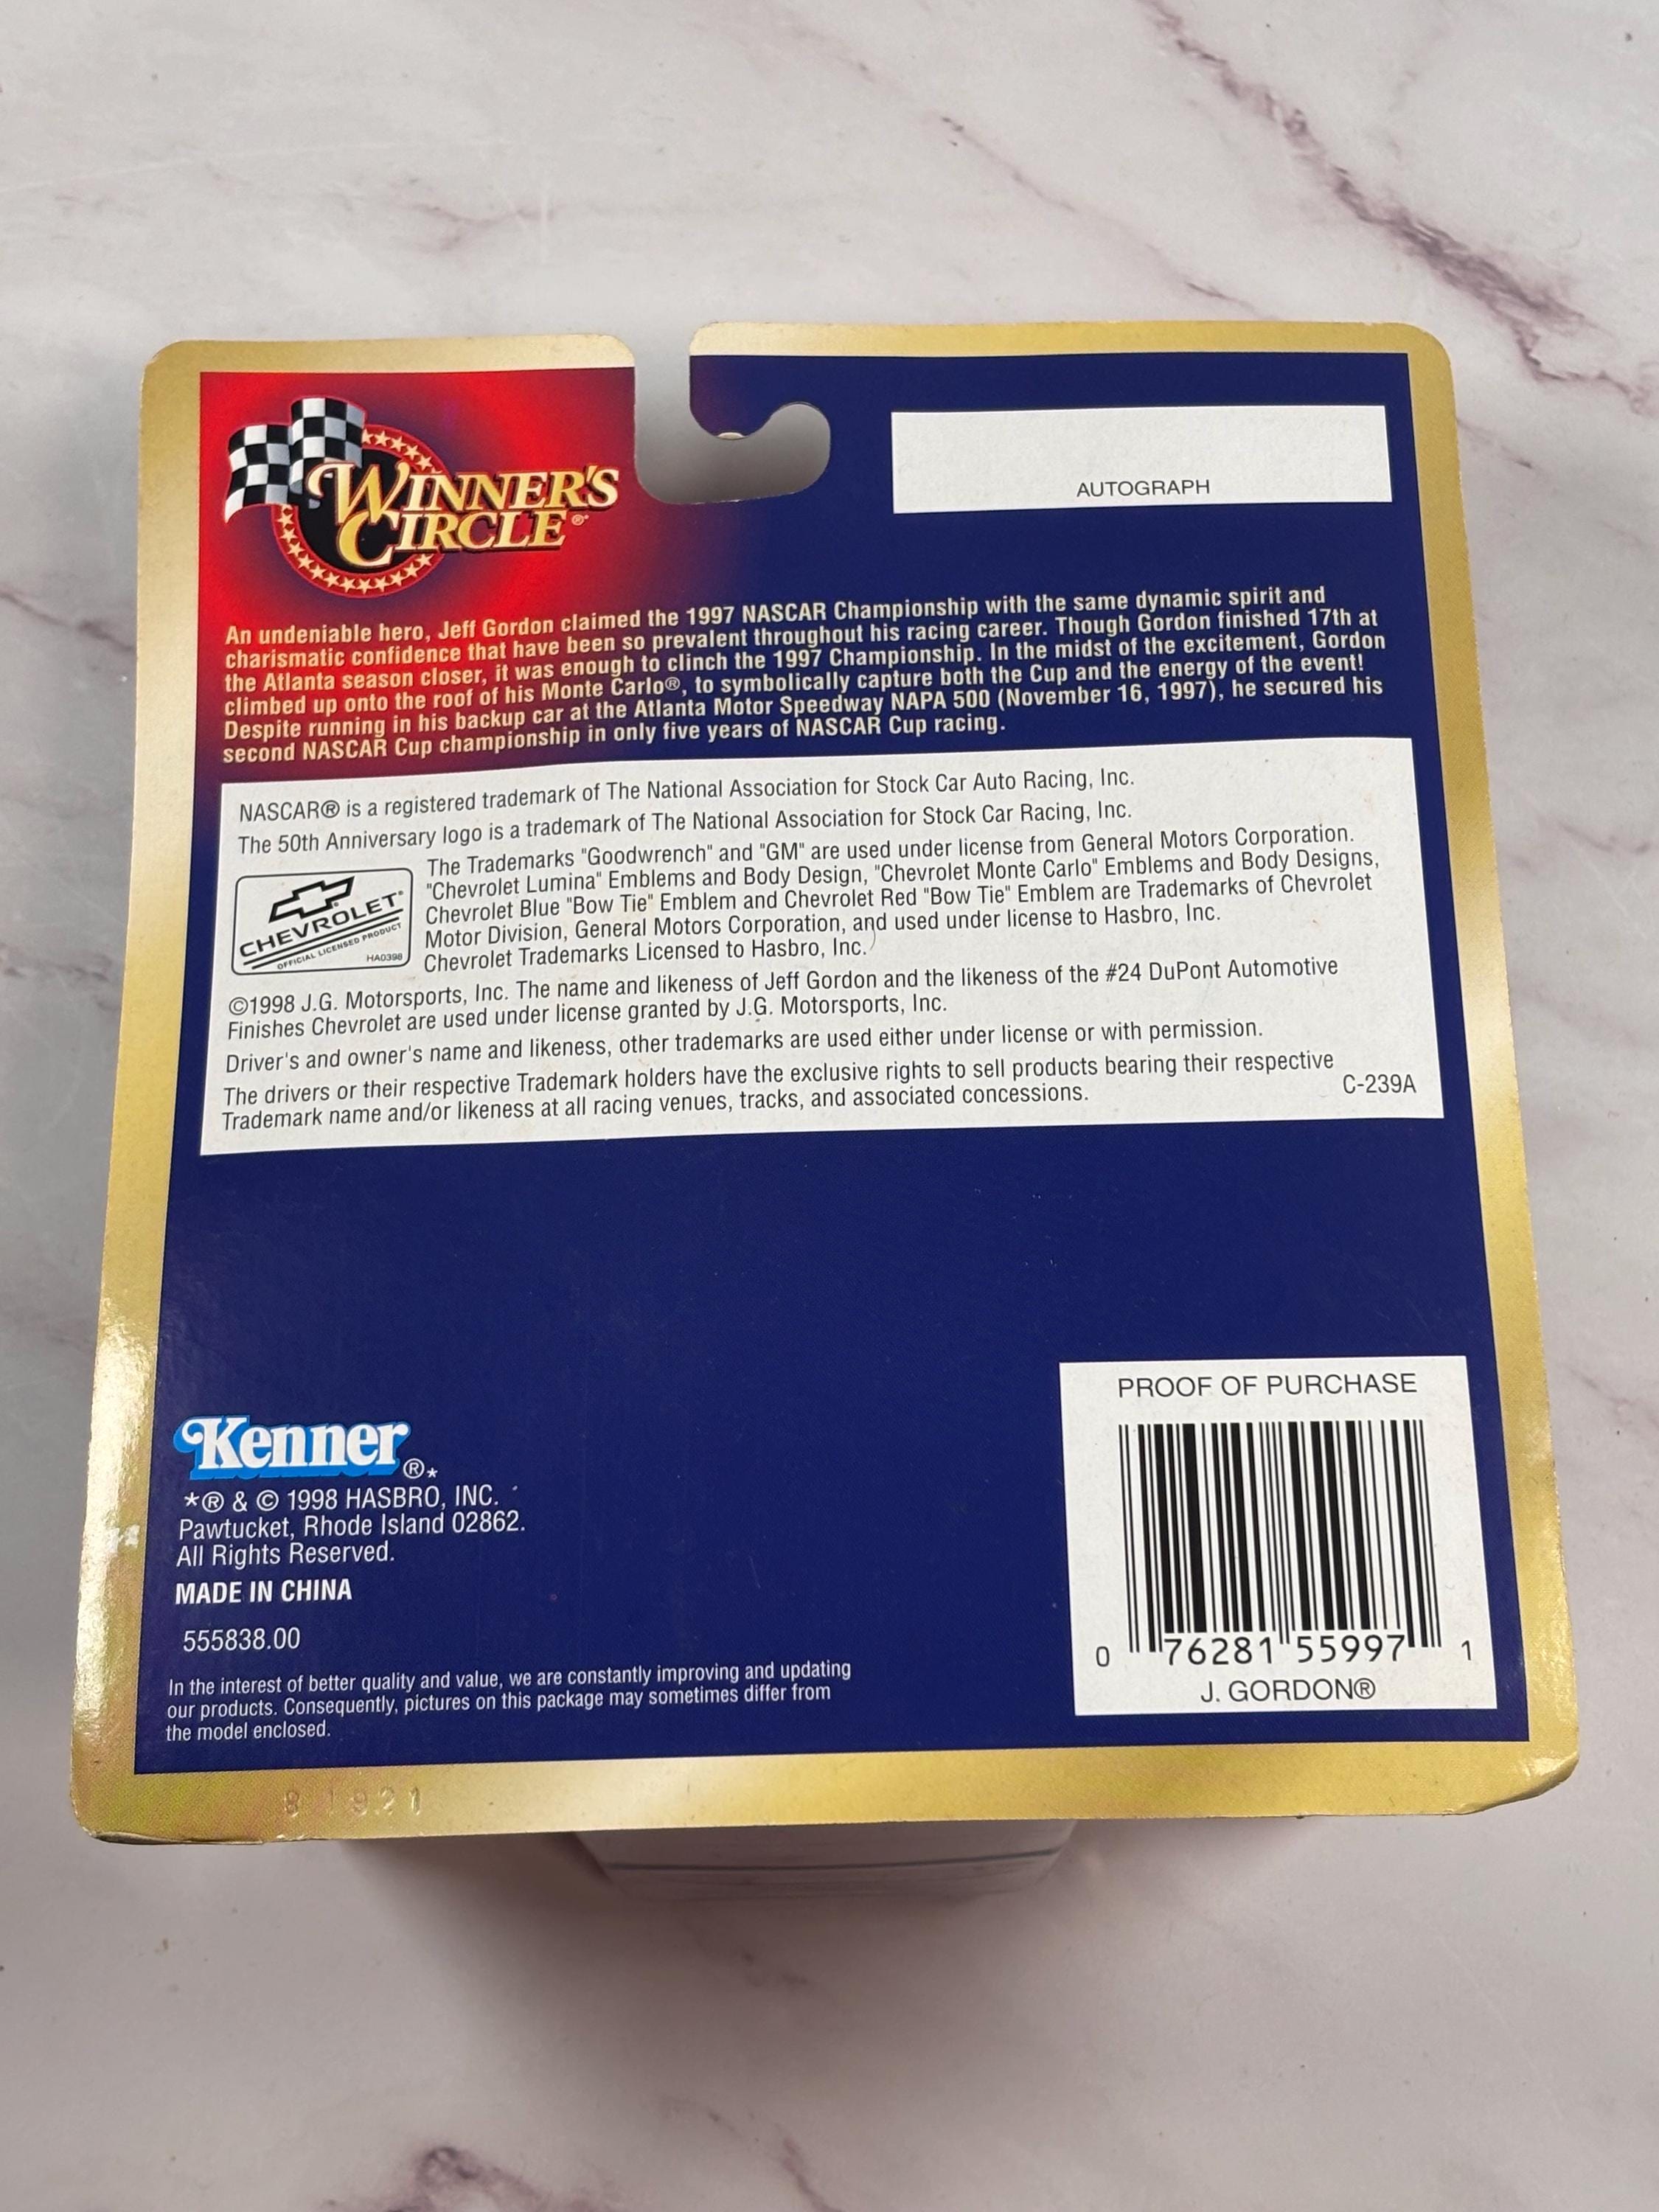 WINNER'S
CIRCLE®
AUTOGRAPH
An undeniable hero, Jeff Gordon claimed the 1997 NASCAR Championship with the same dynamic spirit and
charismatic confidence that have been so prevalent throughout his racing career. Though Gordon finished 17th at
the Atlanta season closer, it was enough to clinch the 1997 Championship. In the midst of the excitement, Gordon
climbed up onto the roof of his Monte Carlo®, to symbolically capture both the Cup and the energy of the event!
Despite running in his backup car at the Atlanta Motor Speedway NAPA 500 (November 16, 1997), he secured his
second NASCAR Cup championship in only five years of NASCAR Cup racing.
NASCAR® is a registered trademark of The National Association for Stock Car Auto Racing, Inc.
The 50th Anniversary logo is a trademark of The National Association for Stock Car Racing, Inc.
CHEVROLET
OFFICIAL LICENSED PRODUCT
HA0398
The Trademarks "Goodwrench" and "GM" are used under license from General Motors Corporation.
"Chevrolet Lumina" Emblems and Body Design, "Chevrolet Monte Carlo" Emblems and Body Designs,
Chevrolet Blue "Bow Tie" Emblem and Chevrolet Red "Bow Tie" Emblem are Trademarks of Chevrolet
Motor Division, General Motors Corporation, and used under license to Hasbro, Inc.
Chevrolet Trademarks Licensed to Hasbro, Inc.
©1998 J.G. Motorsports, Inc. The name and likeness of Jeff Gordon and the likeness of the #24 DuPont Automotive
Finishes Chevrolet are used under license granted by J.G. Motorsports, Inc.
Driver's and owner's name and likeness, other trademarks are used either under license or with permission.
The drivers or their respective Trademark holders have the exclusive rights to sell products bearing their respective
Trademark name and/or likeness at all racing venues, tracks, and associated concessions.
C-239A
Kenner®*
*® & © 1998 HASBRO, INC.
Pawtucket, Rhode Island 02862.
All Rights Reserved.
MADE IN CHINA
555838.00
In the interest of better quality and value, we are constantly improving and updating
our products. Consequently, pictures on this package may sometimes differ from
the model enclosed.
PROOF OF PURCHASE
0 76281 55997 1
J. GORDON®